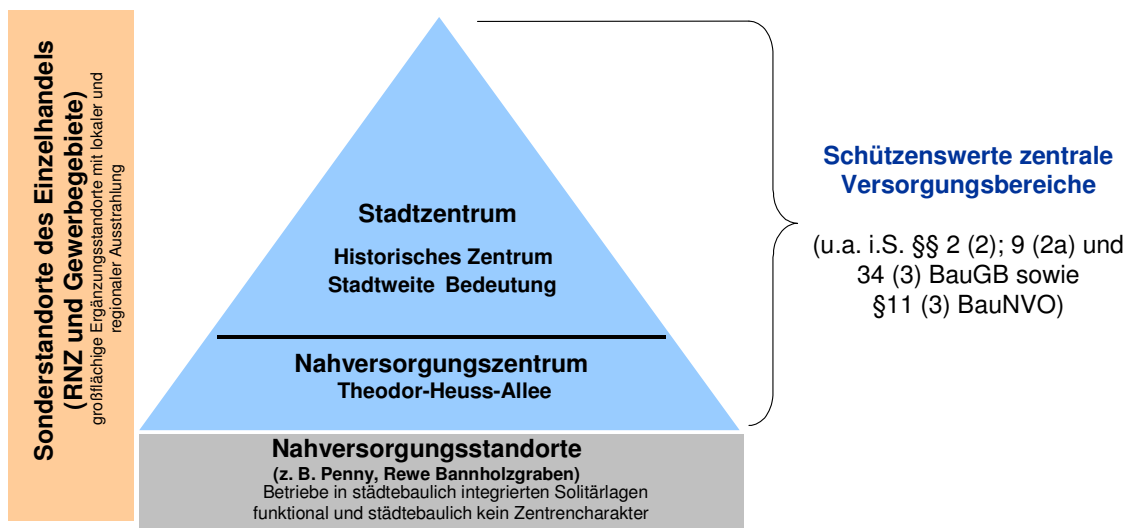 Sonderstandorte des Einzelhandels
(RNZ und Gewerbegebiete)
großflächige Ergänzungsstandorte mit lokaler und
regionaler Ausstrahlung
Stadtzentrum
Historisches Zentrum
Stadtweite Bedeutung
Nahversorgungszentrum
Theodor-Heuss-Allee
Nahversorgungsstandorte
(z. B. Penny, Rewe Bannholzgraben)
Betriebe in städtebaulich integrierten Solitärlagen
funktional und städtebaulich kein Zentrencharakter
Schützenswerte zentrale
Versorgungsbereiche
(u.a. i.S. §§ 2 (2); 9 (2a) und
34 (3) BauGB sowie
§11 (3) BauNVO)